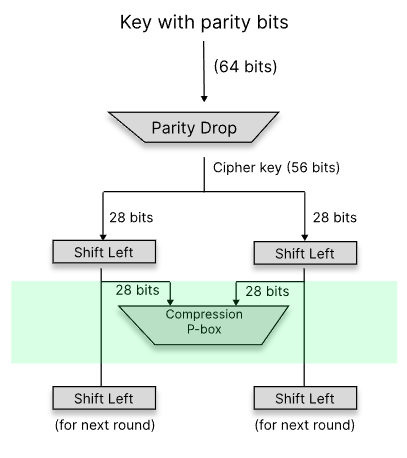 Key with parity bits
(64 bits)
Parity Drop
Cipher key (56 bits)
28 bits
28 bits
Shift Left
Shift Left
28 bits
28 bits
Compression
P-box
Shift Left
Shift Left
(for next round)
(for next round)